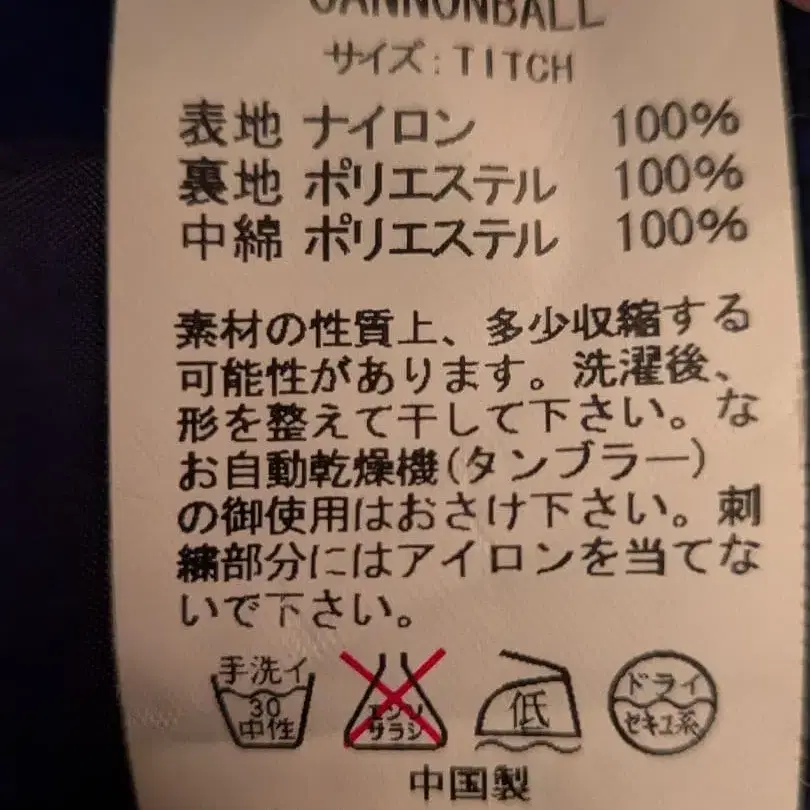 CANNONBALL
サイズ:TITCH
表地 ナイロン 100%
裏地 ポリエステル 100%
中綿 ポリエステル 100%
素材の性質上、多少収縮する
可能性があります。洗濯後、
形を整えて干して下さい。な
お自動乾燥機(タンブラー)
の御使用はおさけ下さい。刺
繍部分にはアイロンを当てな
いで下さい。
手洗イ
30
中性
エンソ
サラシ
低
ドライ
セキユ系
中国製